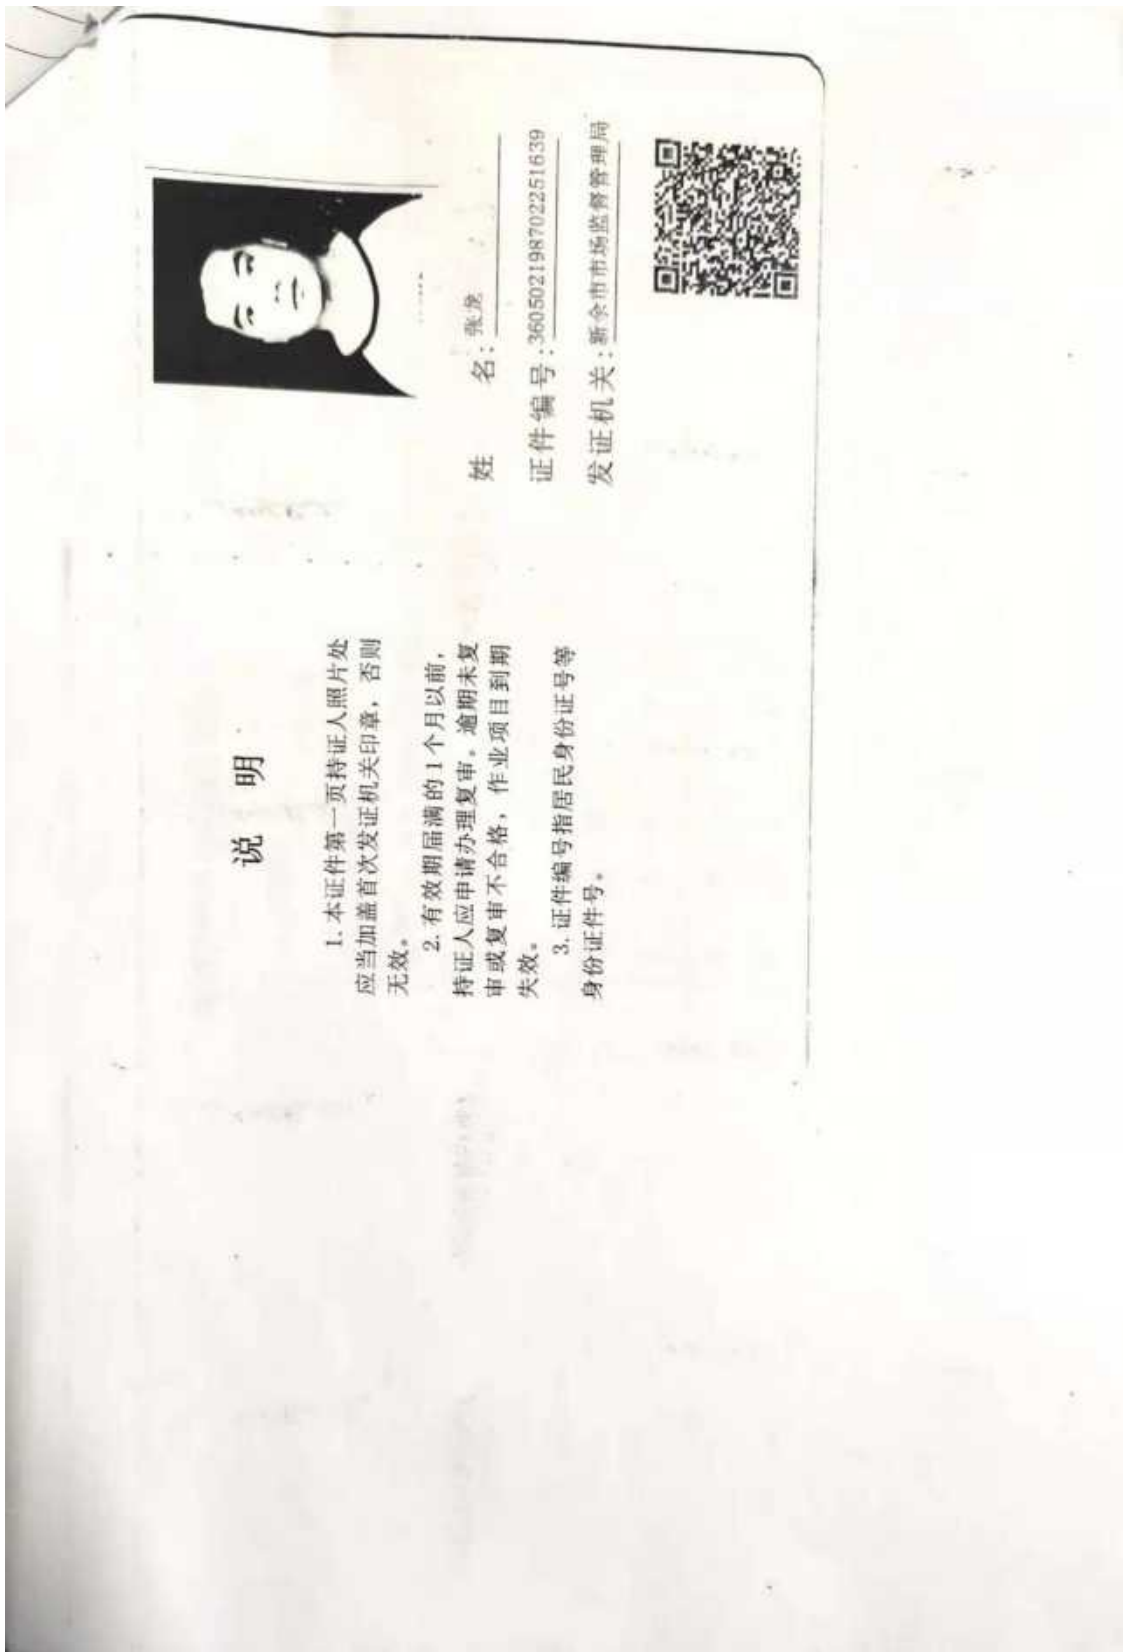 说 明
1. 本证件第一页持证人照片处
应当加盖首次发证机关印章，否则
无效。
2. 有效期届满的1个月以前，
持证人应申请办理复审。逾期未复
审或复审不合格，作业项目到期
失效。
3. 证件编号指居民身份证号等
身份证件号。
姓 名：张龙
证件编号：360502198702251639
发证机关：新余市市场监督管理局